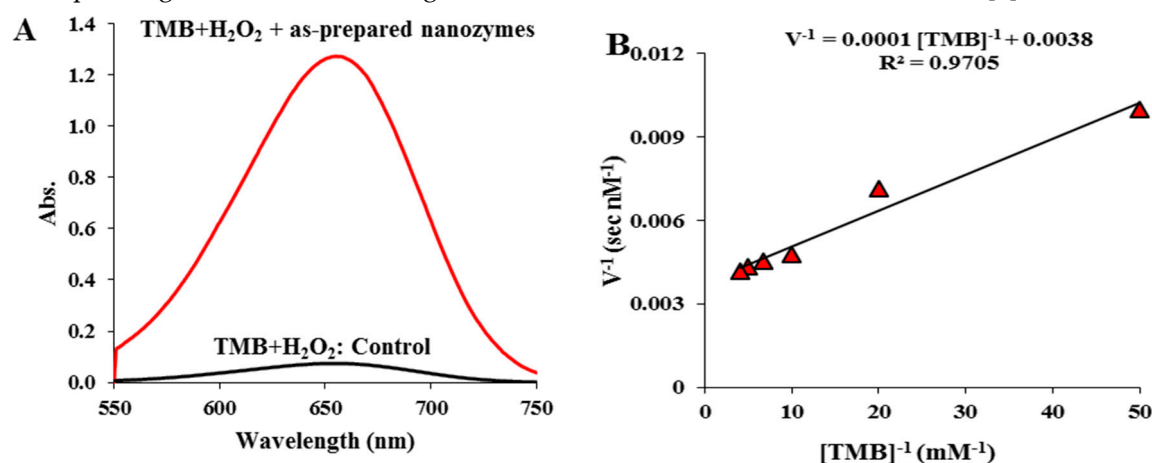 A
TMB+H₂O₂ + as-prepared nanozymes
1.4
1.2
1.0
0.8
0.6
0.4
0.2
0.0
Abs.
TMB+H₂O₂: Control
550
600
650
700
750
Wavelength (nm)
B
V⁻¹ = 0.0001 [TMB]⁻¹ + 0.0038
R² = 0.9705
0.012
0.009
0.006
0.003
0
V⁻¹ (sec nM⁻¹)
0
10
20
30
40
50
[TMB]⁻¹ (mM⁻¹)